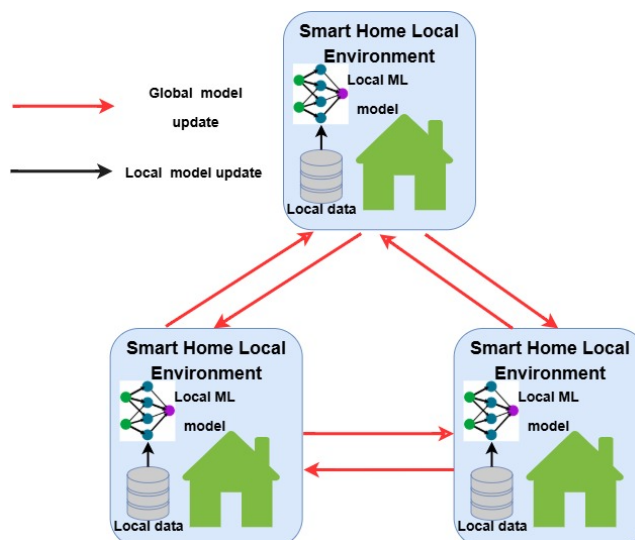 Smart Home Local
Environment
Local ML
model
Local data
Global model
update
Local model update
Smart Home Local
Environment
Local ML
model
Local data
Smart Home Local
Environment
Local ML
model
Local data